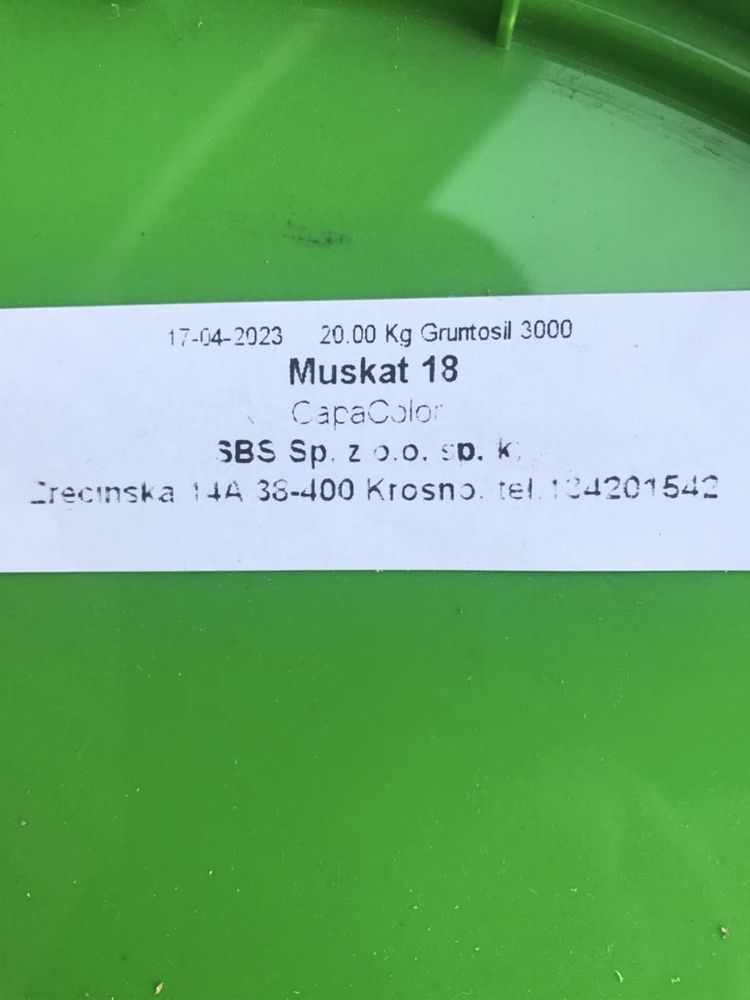 17-04-2023 20.00 Kg Gruntosil 3000
Muskat 18
CapaColor
SBS Sp. z o.o. sp. k.
14A 38-400 Krosno. tel. 134201542